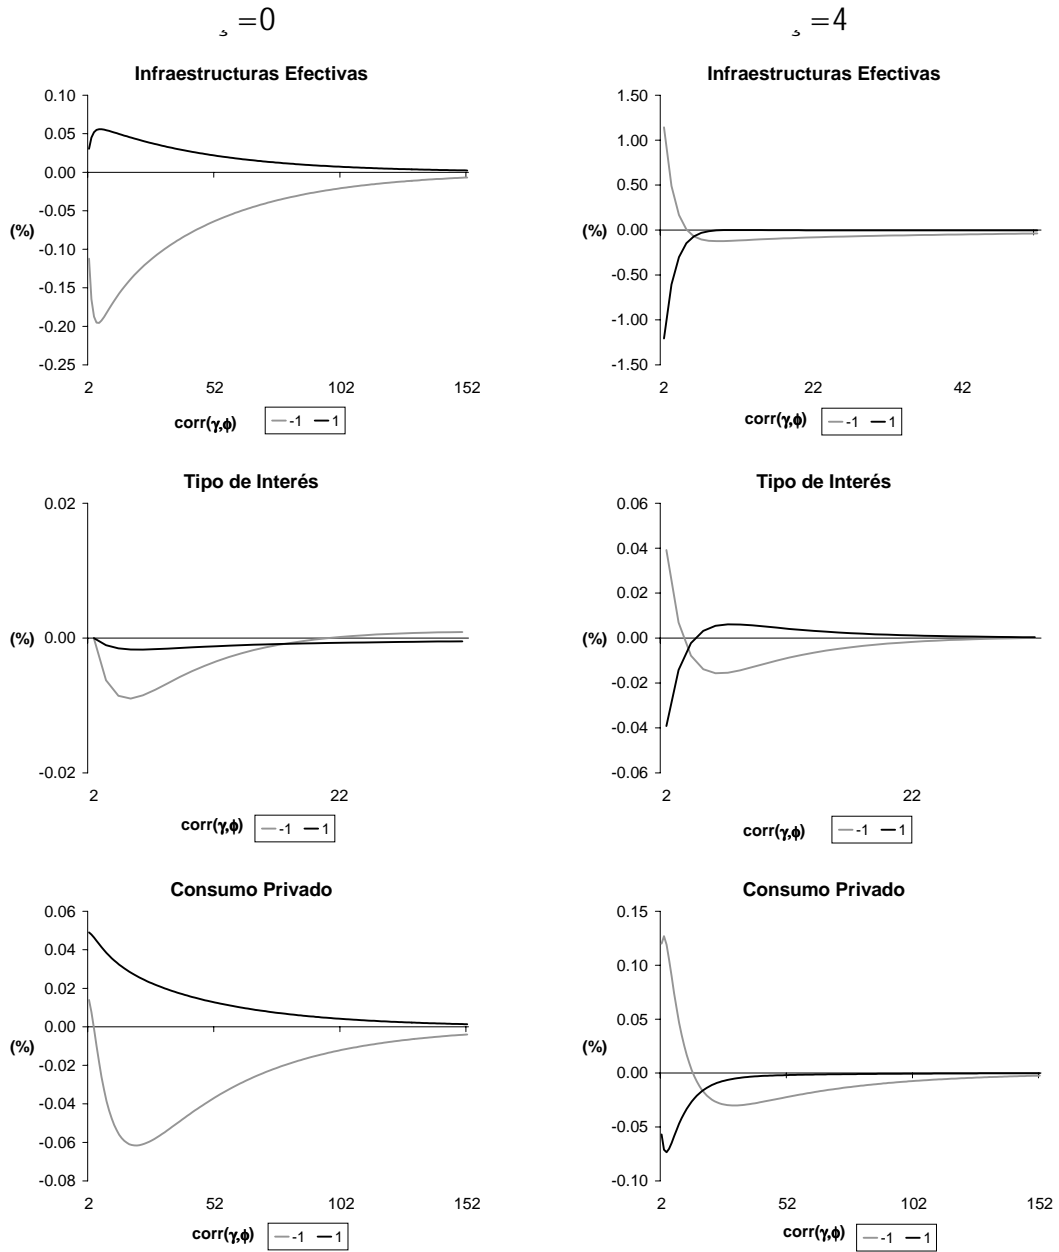 ξ =0
ξ =4
Infraestructuras Efectivas
0.10
0.05
0.00
-0.05
(%)
-0.10
-0.15
-0.20
-0.25
2 52 102 152
corr(γ,ϕ) -1 1
Infraestructuras Efectivas
1.50
1.00
0.50
(%) 0.00
-0.50
-1.00
-1.50
2 22 42
corr(γ,ϕ) -1 1
Tipo de Interés
0.02
(%) 0.00
-0.02
2 22
corr(γ,ϕ) -1 1
Tipo de Interés
0.06
0.04
0.02
(%) 0.00
-0.02
-0.04
-0.06
2 22
corr(γ,ϕ) -1 1
Consumo Privado
0.06
0.04
0.02
0.00
(%)
-0.02
-0.04
-0.06
-0.08
2 52 102 152
corr(γ,ϕ) -1 1
Consumo Privado
0.15
0.10
0.05
(%)
0.00
-0.05
-0.10
2 52 102 152
corr(γ,ϕ) -1 1